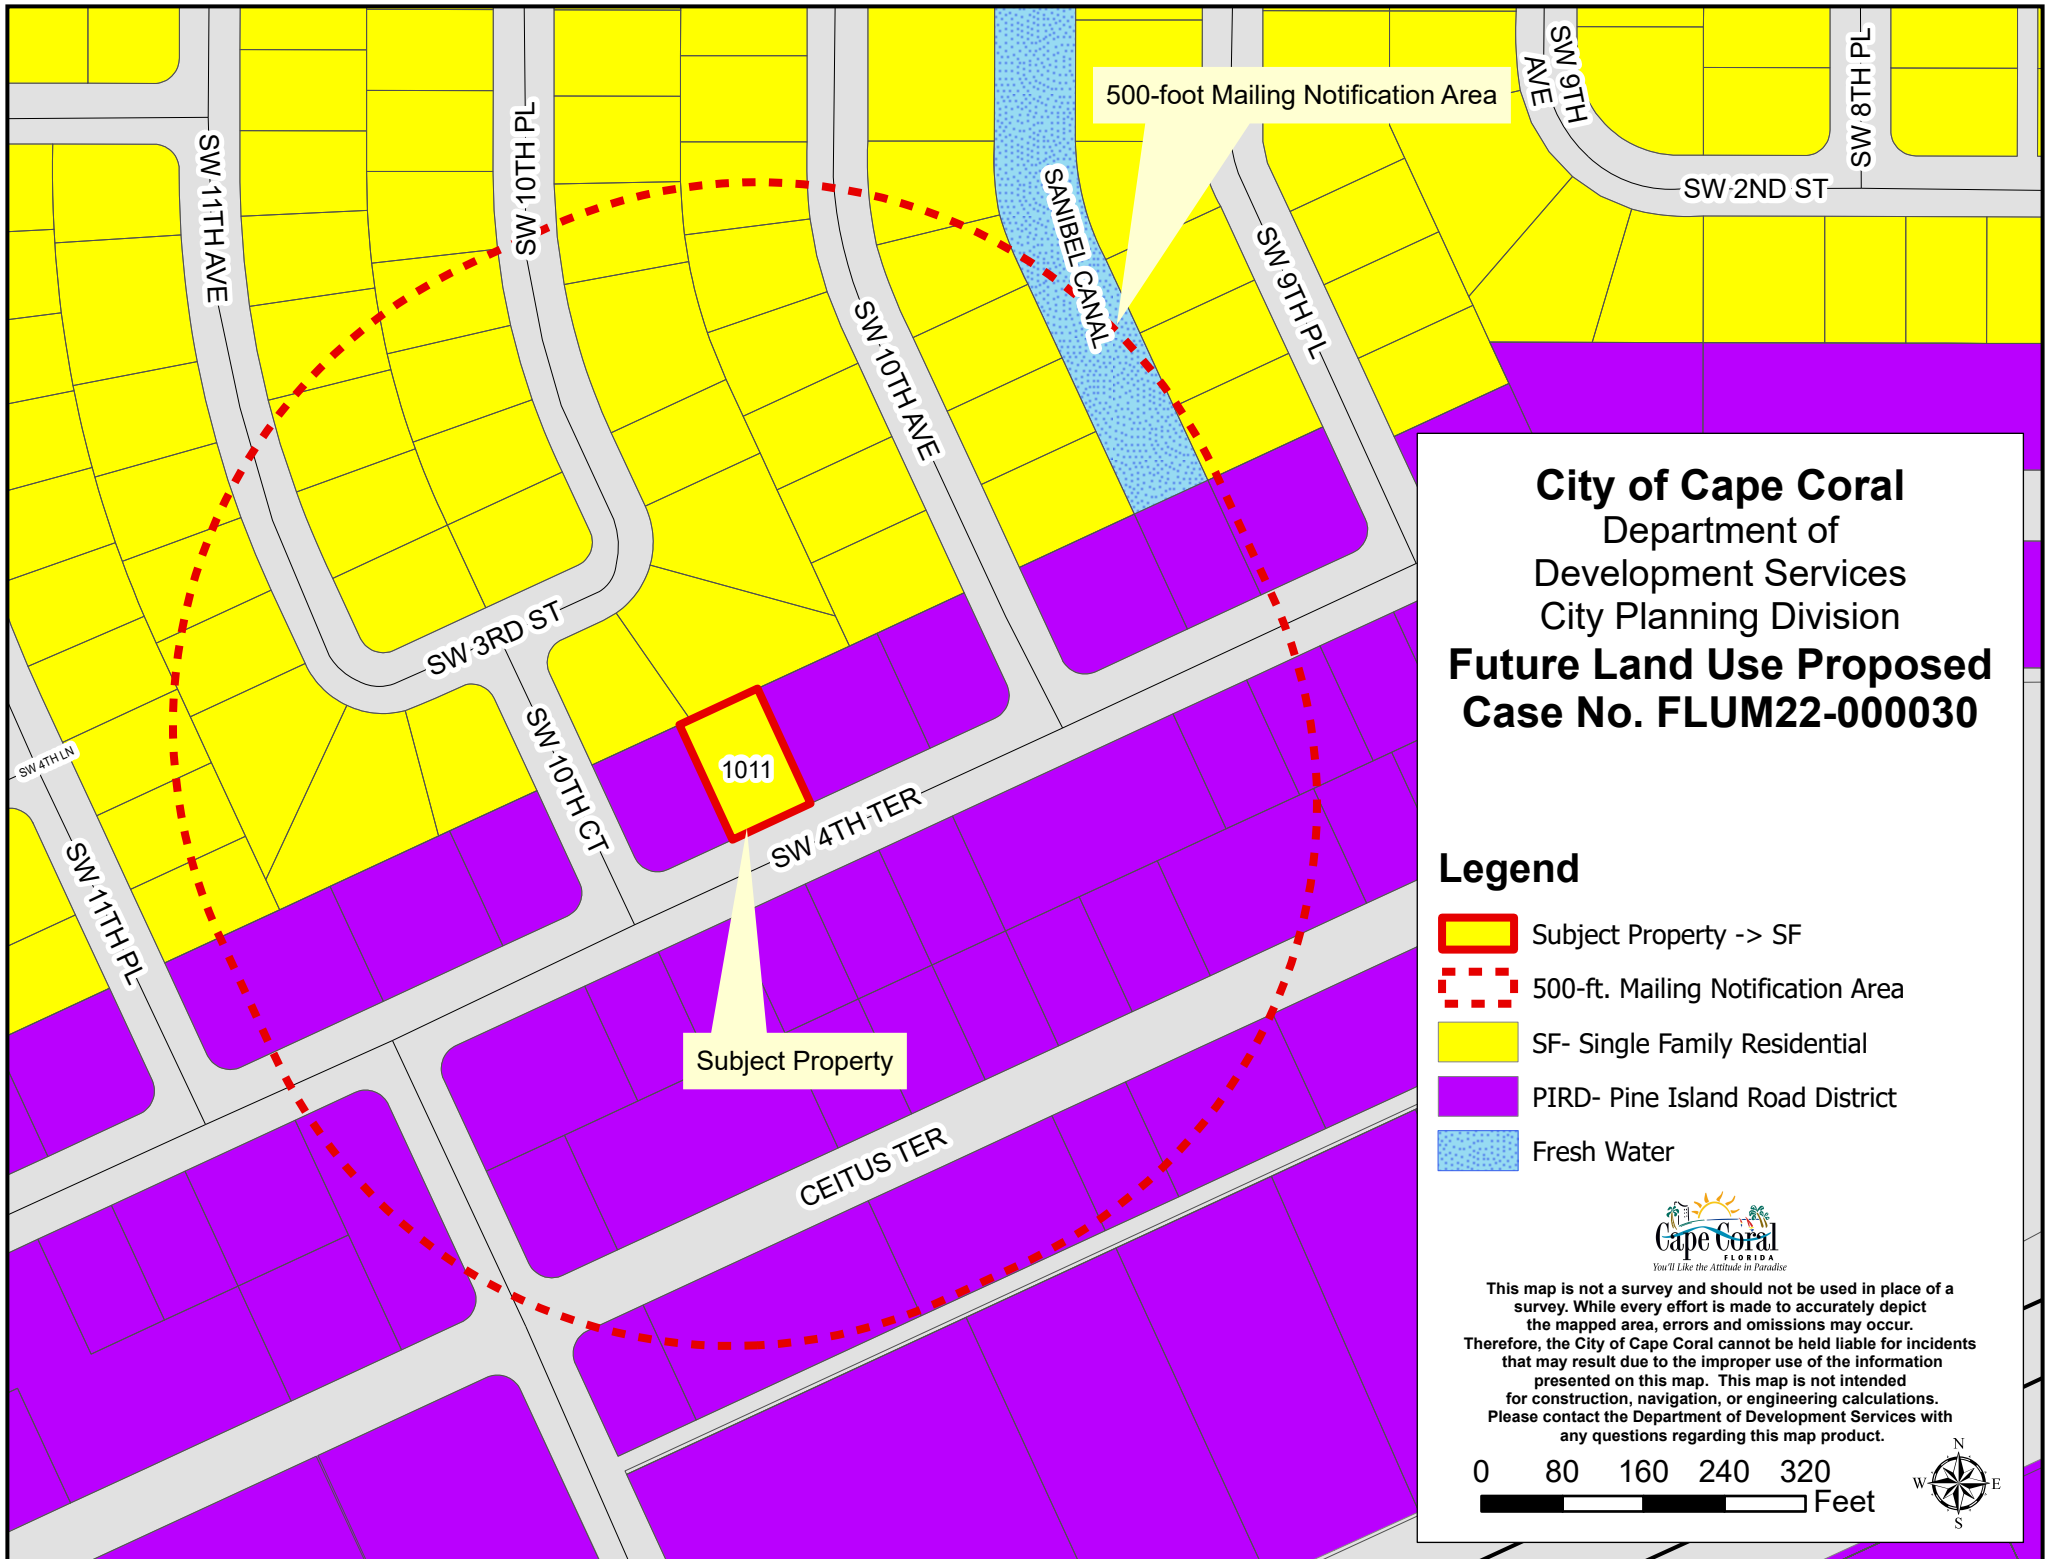 500-foot Mailing Notification Area
SW 9TH
AVE
SW 8TH PL
SW 2ND ST
SW 11TH AVE
SW 10TH PL
SANIBEL CANAL
SW 9TH PL
SW 10TH AVE
SW 3RD ST
SW 10TH CT
SW 4TH LN
1011
SW 4TH TER
SW 11TH PL
Subject Property
CEITUS TER
City of Cape Coral
Department of
Development Services
City Planning Division
Future Land Use Proposed
Case No. FLUM22-000030
Legend
Subject Property -> SF
500-ft. Mailing Notification Area
SF- Single Family Residential
PIRD- Pine Island Road District
Fresh Water
Cape Coral
FLORIDA
You'll Like the Attitude in Paradise
This map is not a survey and should not be used in place of a
survey. While every effort is made to accurately depict
the mapped area, errors and omissions may occur.
Therefore, the City of Cape Coral cannot be held liable for incidents
that may result due to the improper use of the information
presented on this map. This map is not intended
for construction, navigation, or engineering calculations.
Please contact the Department of Development Services with
any questions regarding this map product.
0 80 160 240 320
Feet
N
W E
S